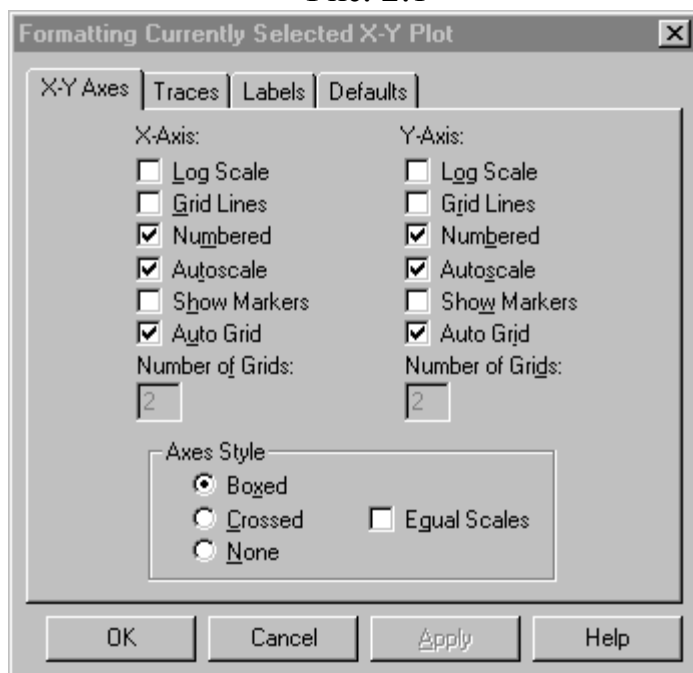 Formatting Currently Selected X-Y Plot
X-Y Axes Traces Labels Defaults
X-Axis: Y-Axis:
Log Scale Log Scale
Grid Lines Grid Lines
Numbered Numbered
Autoscale Autoscale
Show Markers Show Markers
Auto Grid Auto Grid
Number of Grids: Number of Grids:
2 2
Axes Style
Boxed
Crossed Equal Scales
None
OK Cancel Apply Help